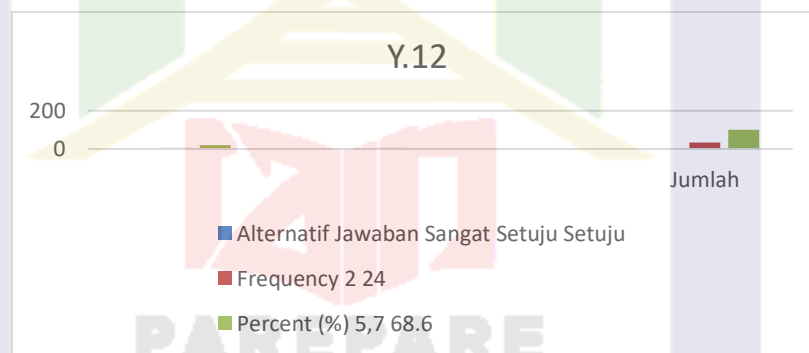 Y.12
200
0
Jumlah
Alternatif Jawaban Sangat Setuju Setuju
Frequency 2 24
Percent (%) 5,7 68.6
PAREPARE